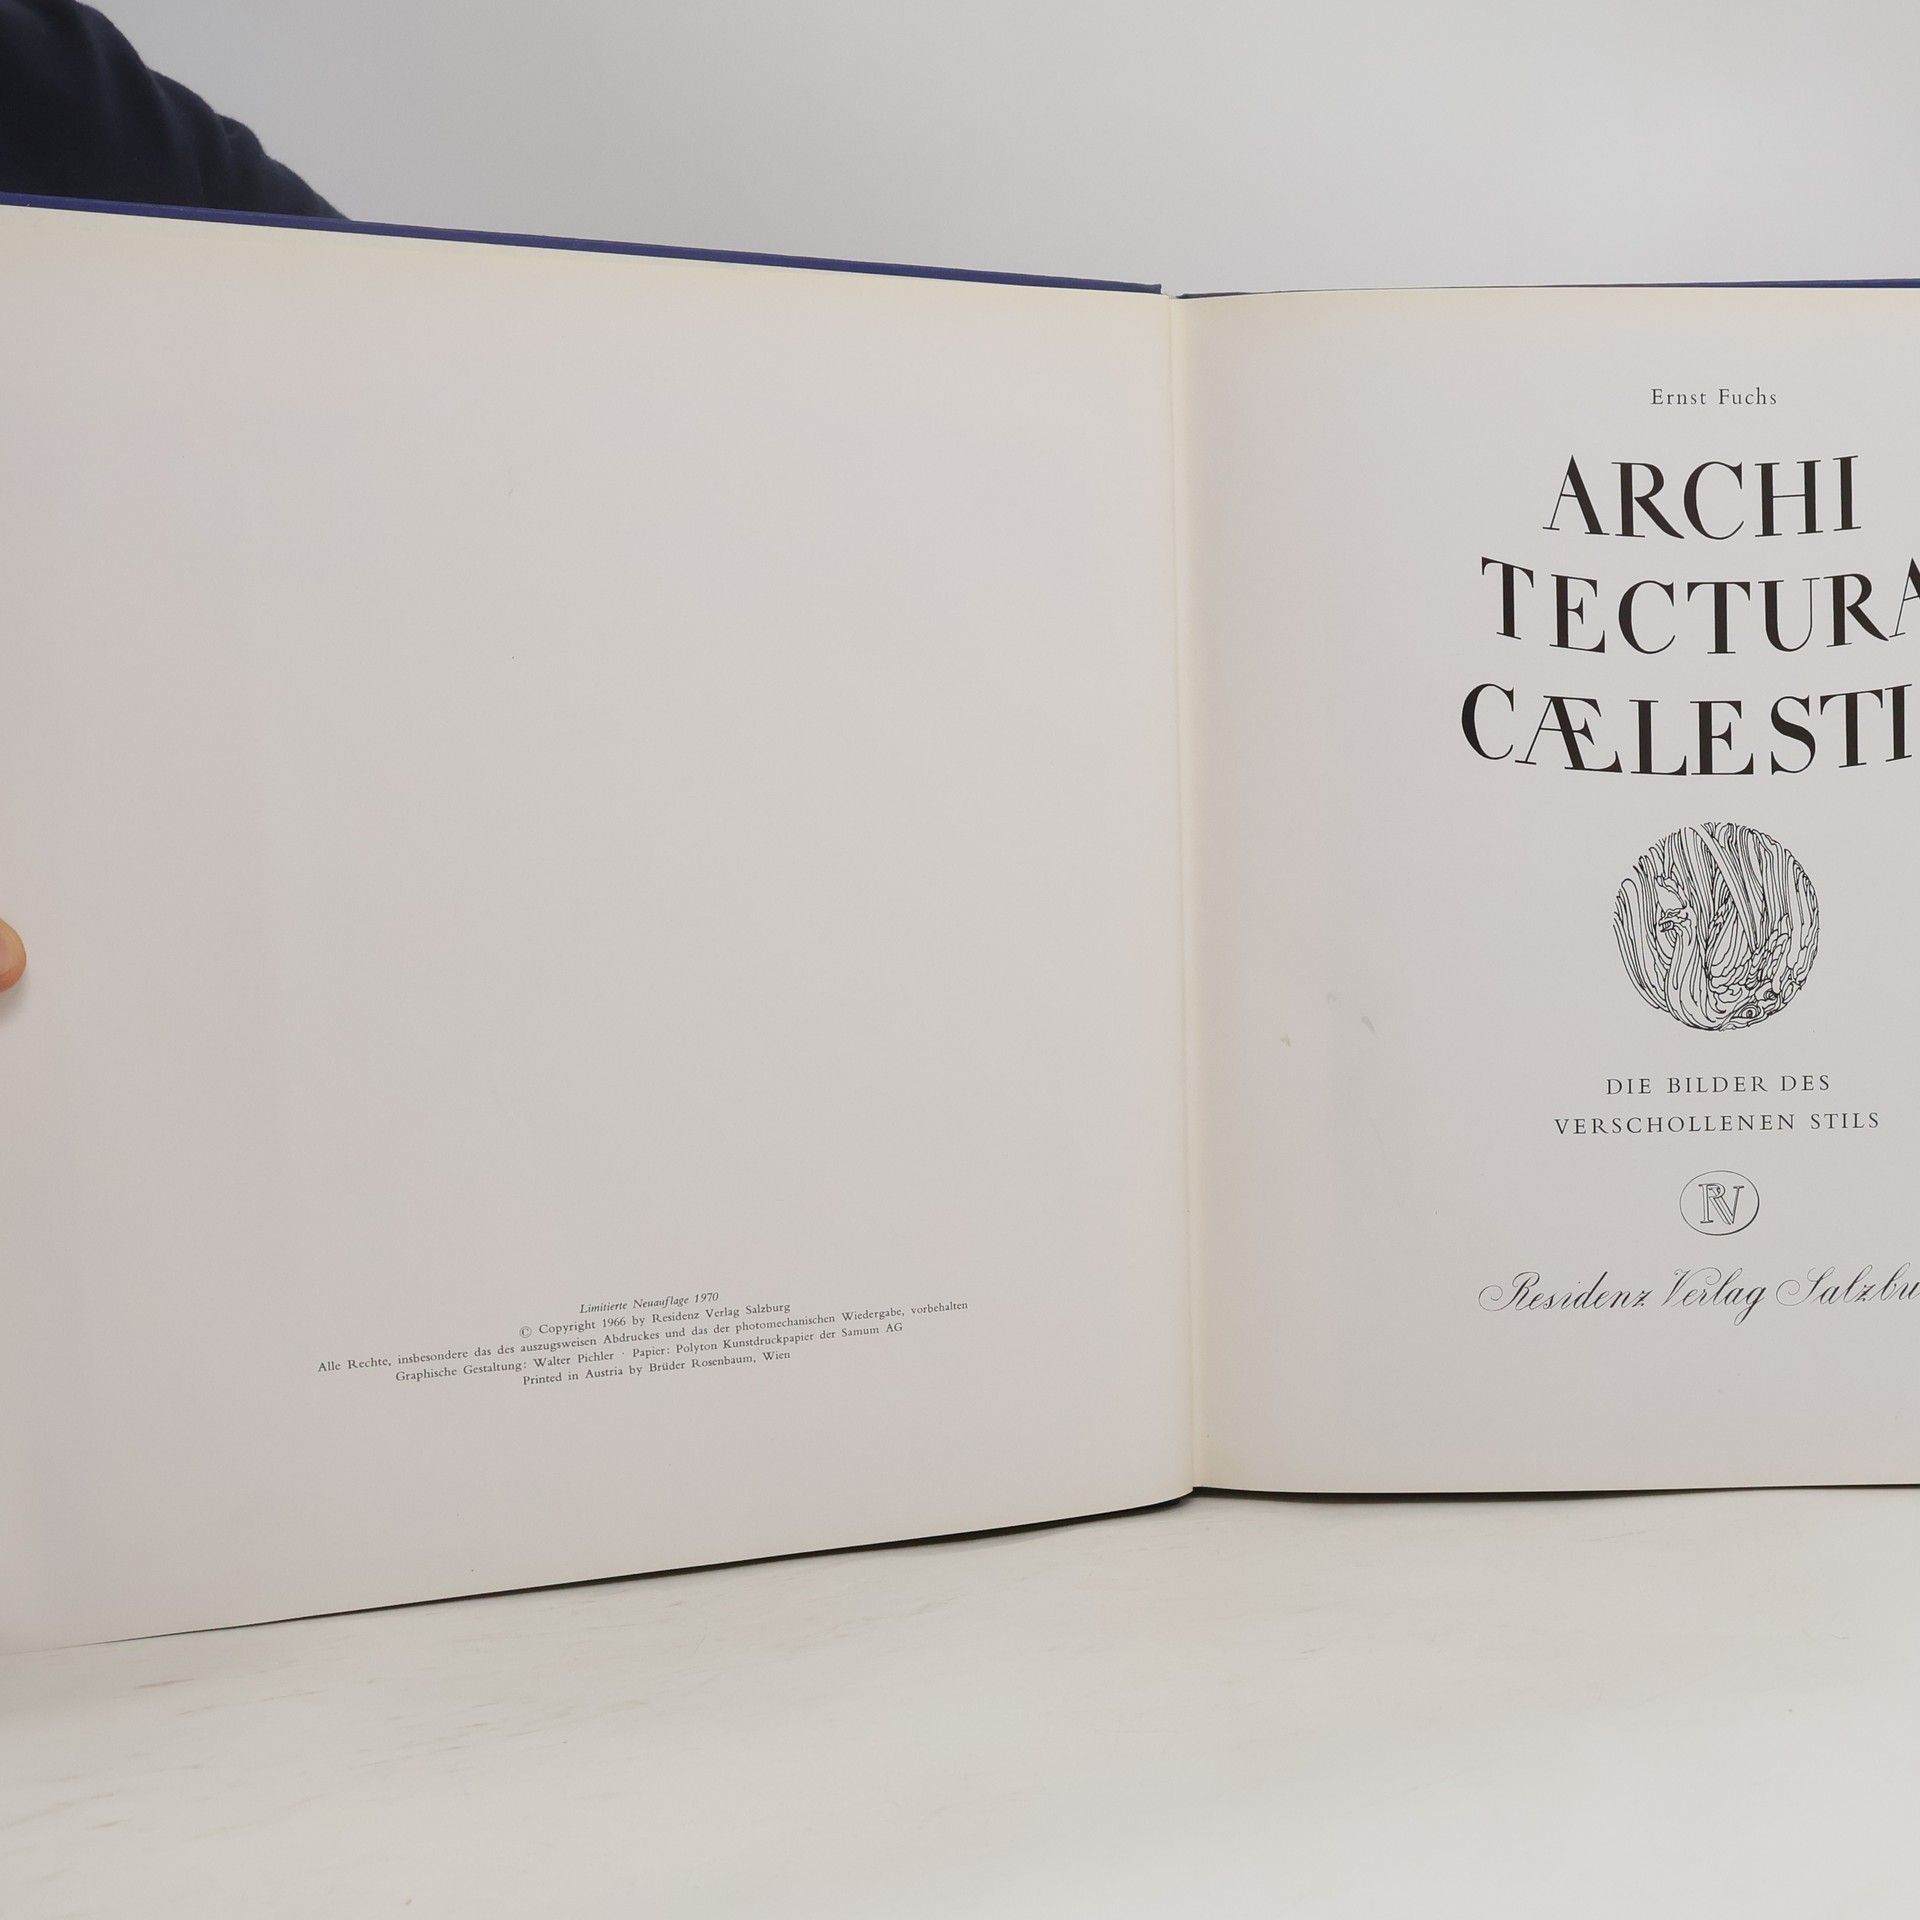 Limitierte Neuauflage 1970
© Copyright 1966 by Residenz Verlag Salzburg
Alle Rechte, insbesondere das des auszugsweisen Abdruckes und das der photomechanischen Wiedergabe, vorbehalten
Graphische Gestaltung: Walter Pichler · Papier: Polyton Kunstdruckpapier der Samum AG
Printed in Austria by Brüder Rosenbaum, Wien
Ernst Fuchs
ARCHI
TECTURA
CÆLESTI
DIE BILDER DES
VERSCHOLLENEN STILS
RV
Residenz Verlag Salzbu